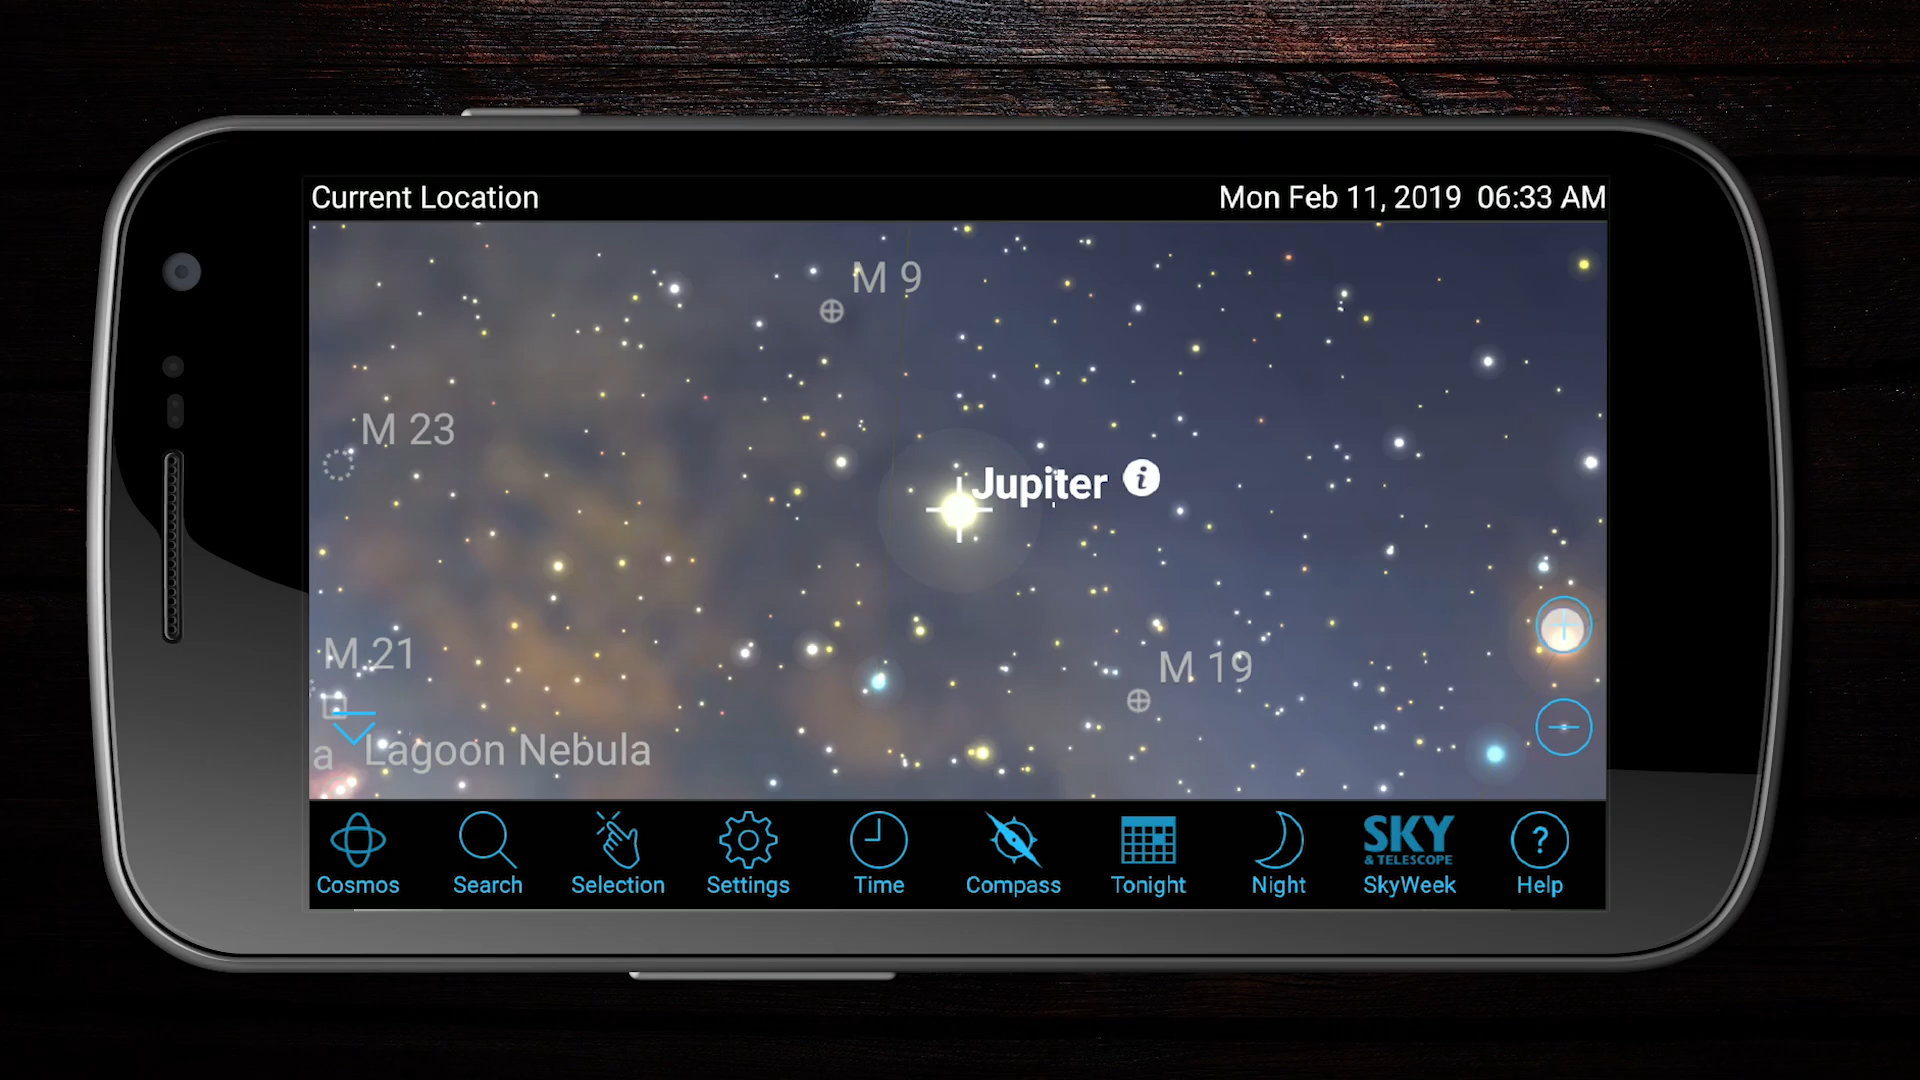 Current Location
Mon Feb 11, 2019 06:33 AM
M 9
M 23
Jupiter i
M 21
M 19
a
Lagoon Nebula
SKY
& TELESCOPE
?
Cosmos
Search
Selection
Settings
Time
Compass
Tonight
Night
SkyWeek
Help